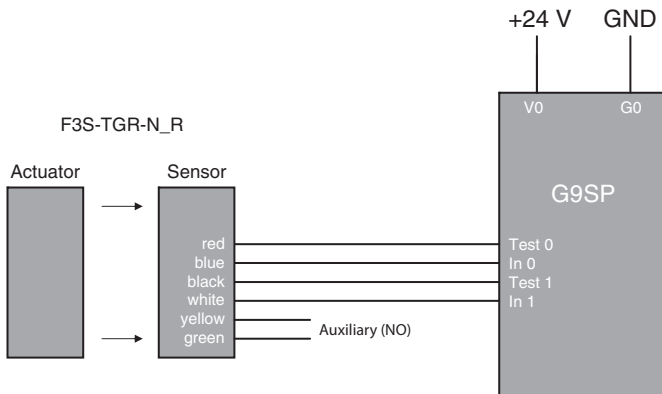 +24 V GND
V0 G0
F3S-TGR-N_R
Actuator Sensor
G9SP
red Test 0
blue In 0
black Test 1
white In 1
yellow
Auxiliary (NO)
green